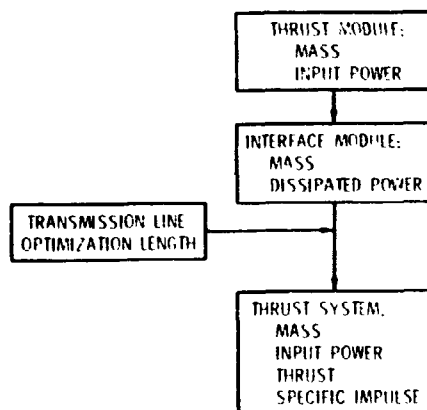 THRUST MODULE:
MASS
INPUT POWER
INTERFACE MODULE:
MASS
DISSIPATED POWER
TRANSMISSION LINE
OPTIMIZATION LENGTH
THRUST SYSTEM.
MASS
INPUT POWER
THRUST
SPECIFIC IMPULSE